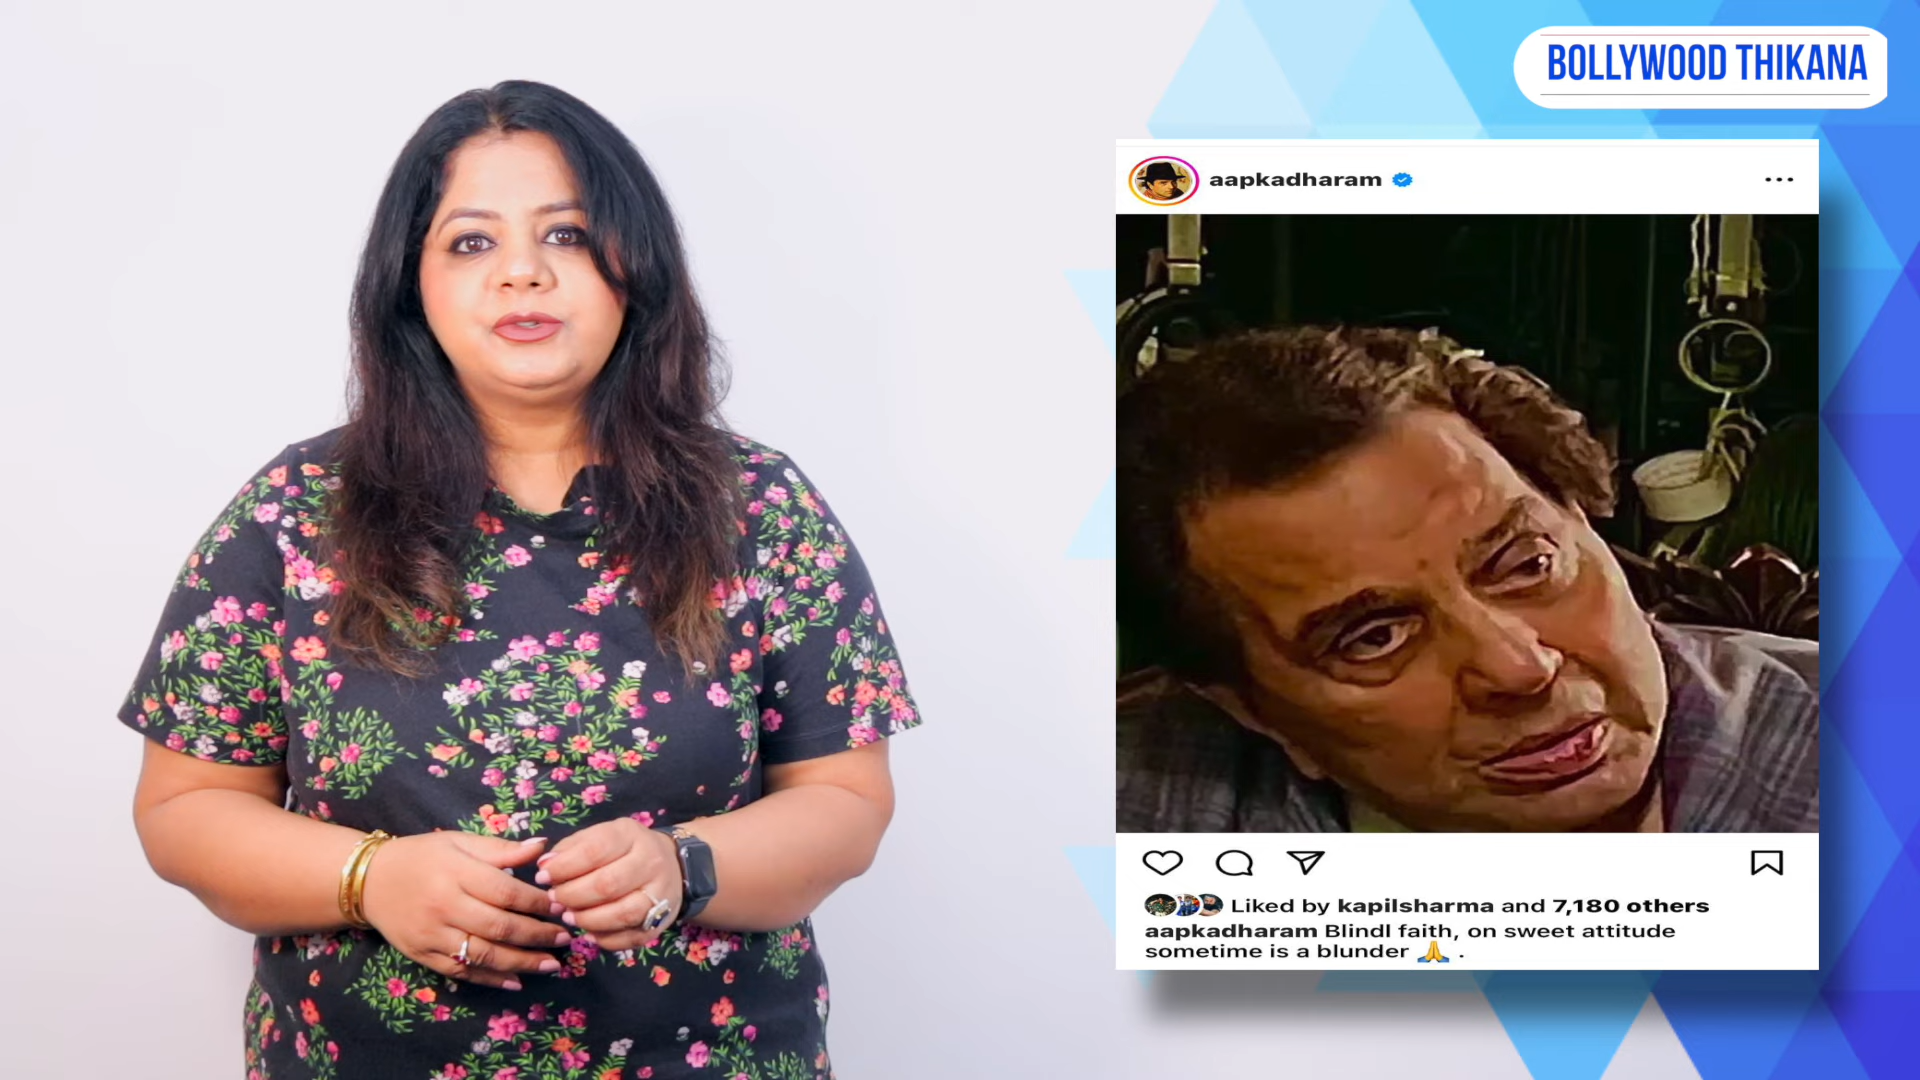 BOLLYWOOD THIKANA
aapkadharam
Liked by kapilsharma and 7,180 others
aapkadharam Blindl faith, on sweet attitude
sometime is a blunder 🙏 .